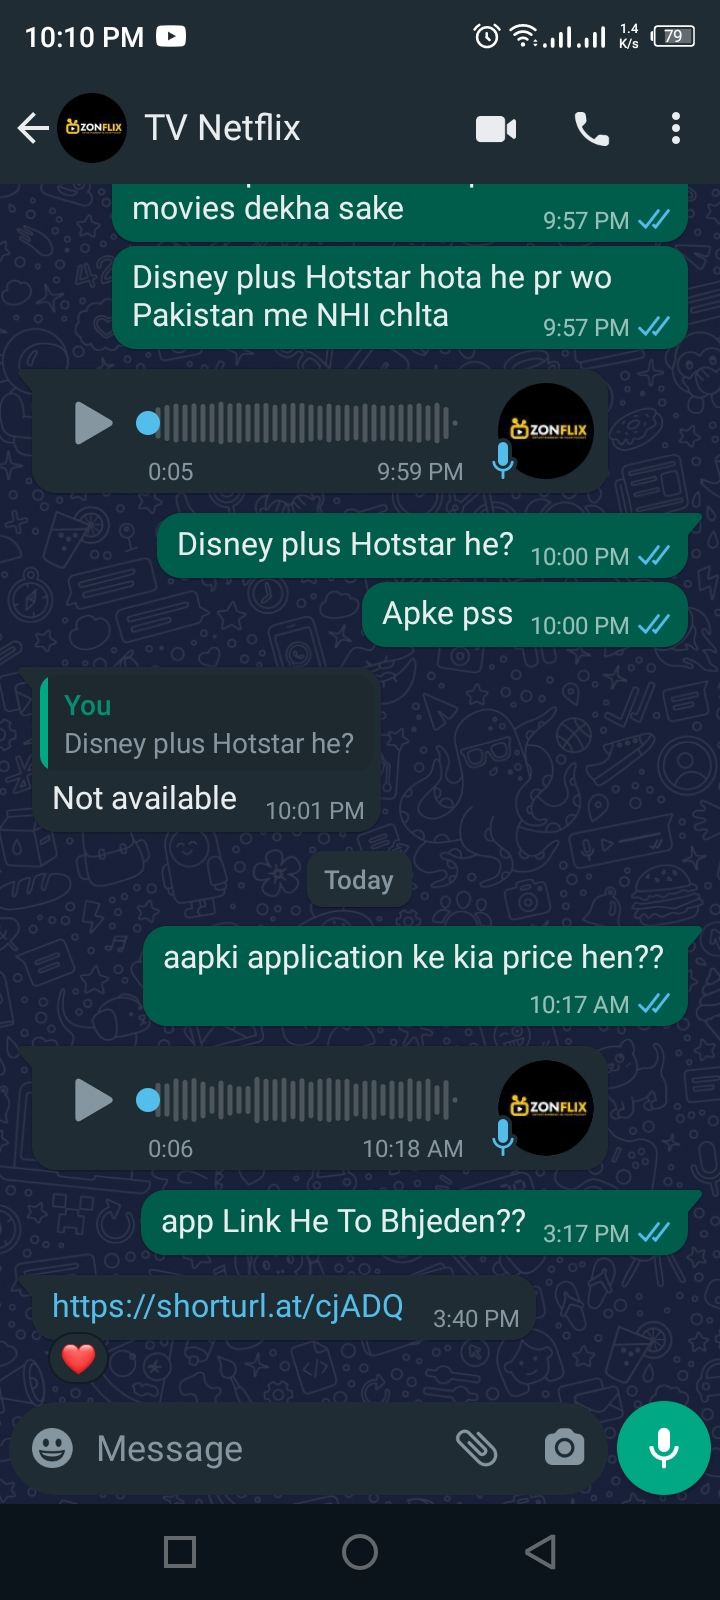 10:10 PM
1.4
K/s
79
ZONFLIX
TV Netflix
movies dekha sake
9:57 PM
Disney plus Hotstar hota he pr wo
Pakistan me NHI chlta
9:57 PM
ZONFLIX
0:05
9:59 PM
Disney plus Hotstar he?
10:00 PM
Apke pss
10:00 PM
You
Disney plus Hotstar he?
Not available
10:01 PM
Today
aapki application ke kia price hen??
10:17 AM
ZONFLIX
0:06
10:18 AM
app Link He To Bhjeden??
3:17 PM
https://shorturl.at/cjADQ
3:40 PM
Message